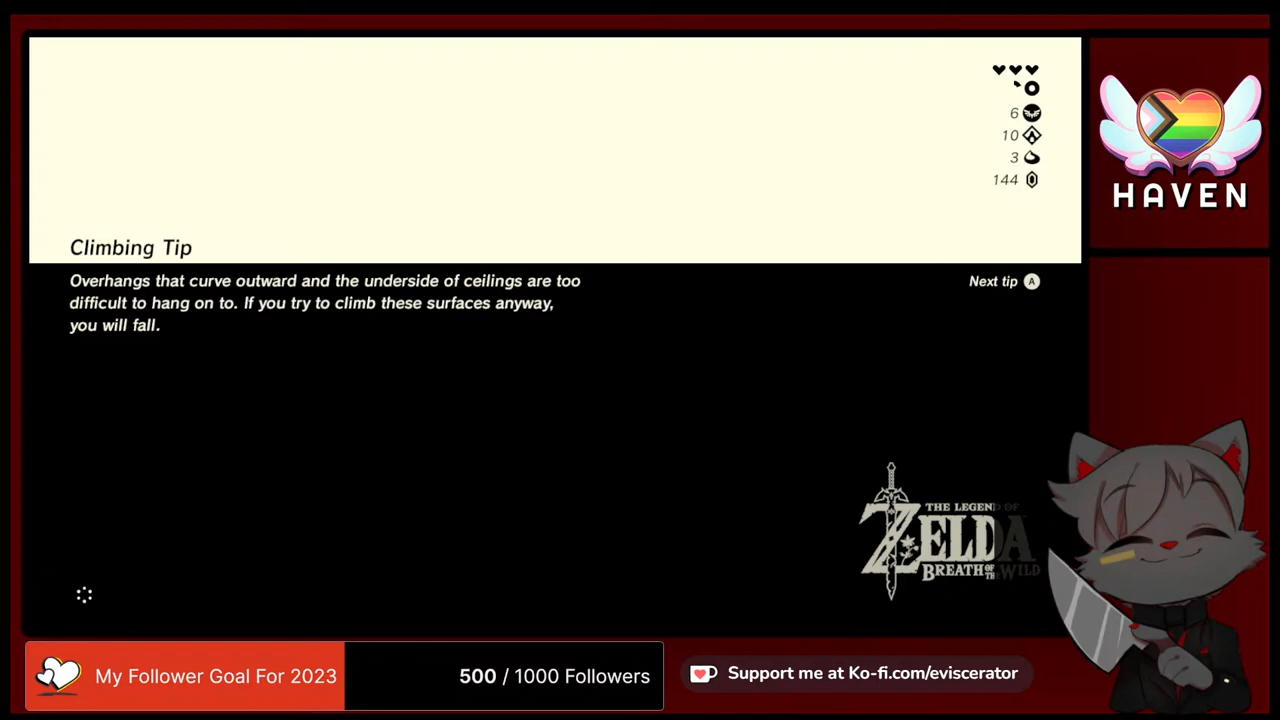 6
10
3
144
HAVEN
Climbing Tip
Overhangs that curve outward and the underside of ceilings are too
difficult to hang on to. If you try to climb these surfaces anyway,
you will fall.
Next tip A
THE LEGEND OF
ZELDA
BREATH OF THE WILD
My Follower Goal For 2023
500 / 1000 Followers
Support me at Ko-fi.com/eviscerator